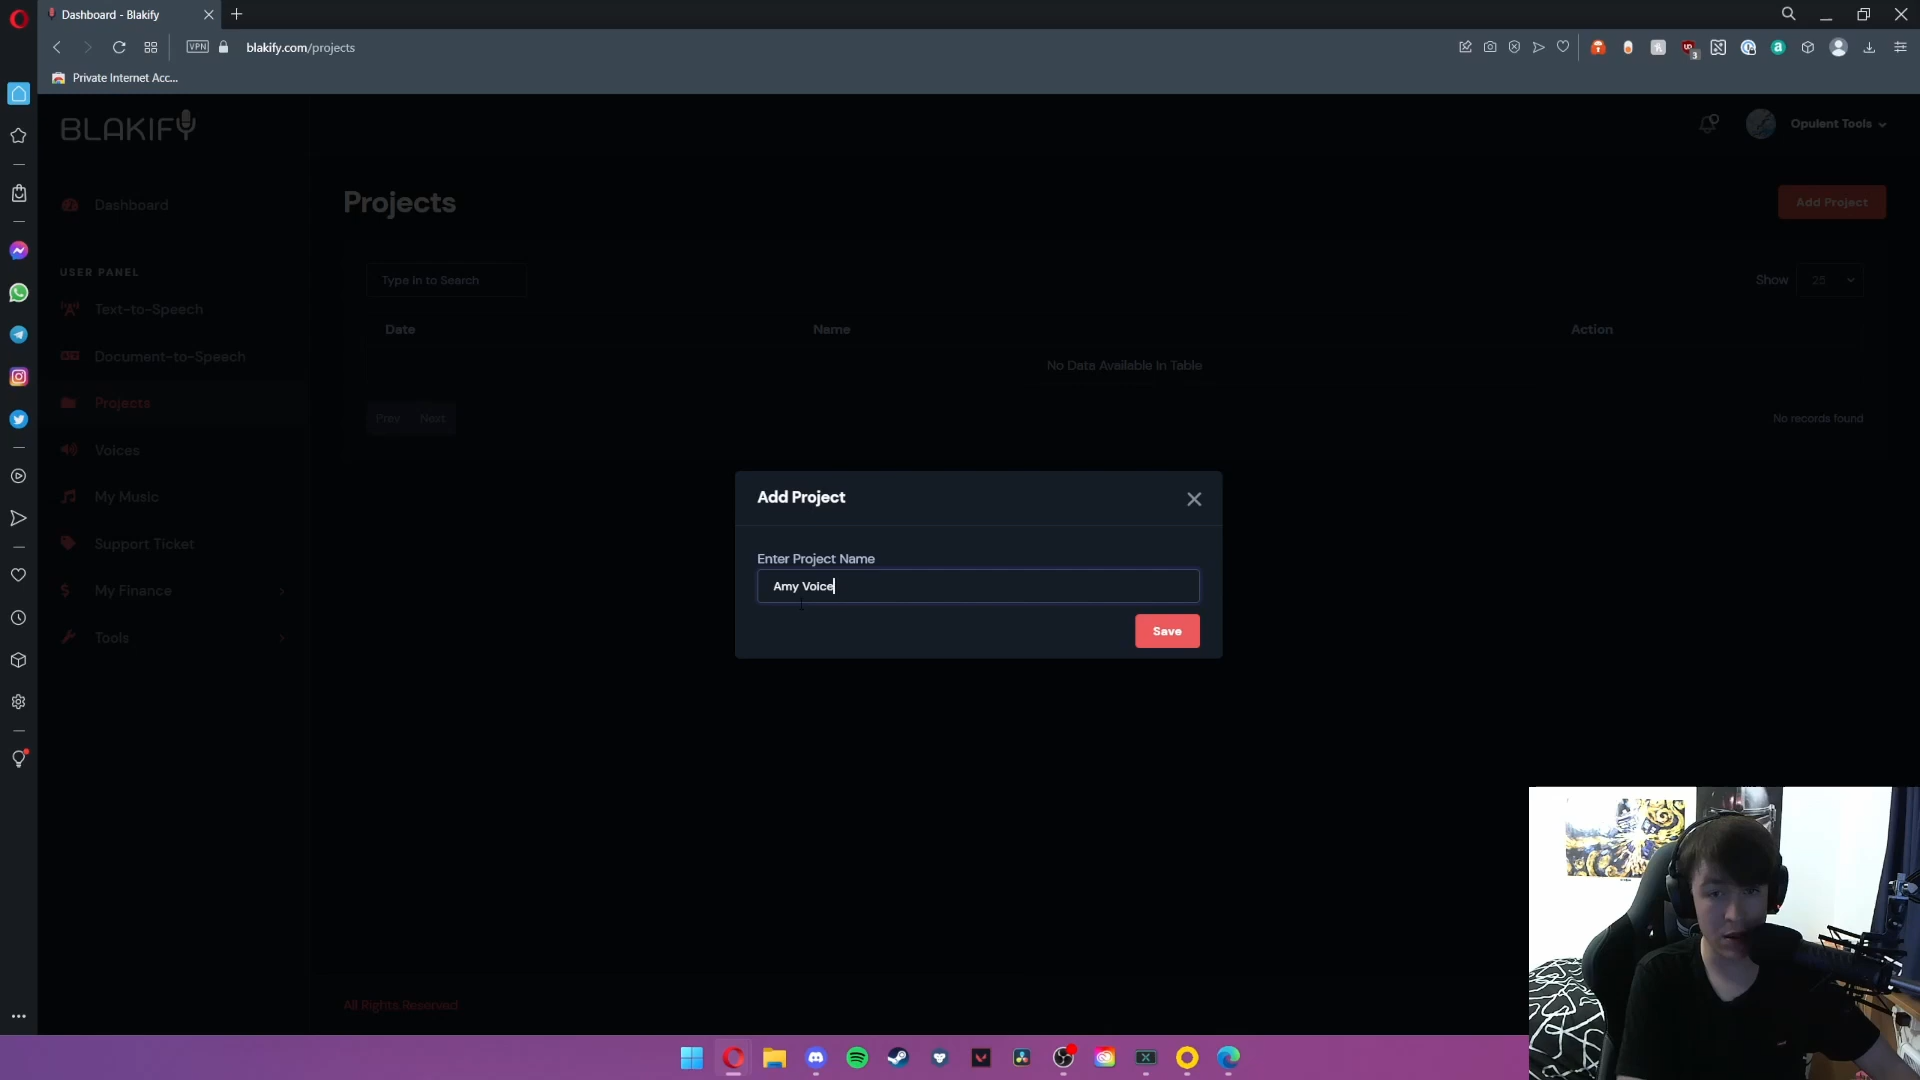 Dashboard - Blakify
VPN
blakify.com/projects
Private Internet Acc...
3
BLAKIFY
Opulent Tools
Dashboard
Projects
Add Project
USER PANEL
Type In to Search
Show 25
Text-to-Speech
Date Name Action
Document-to-Speech
No Data Available In Table
Projects
Prev Next
No records found
Voices
My Music
Add Project
Support Ticket
Enter Project Name
Amy Voice
My Finance
Save
Tools
All Rights Reserved